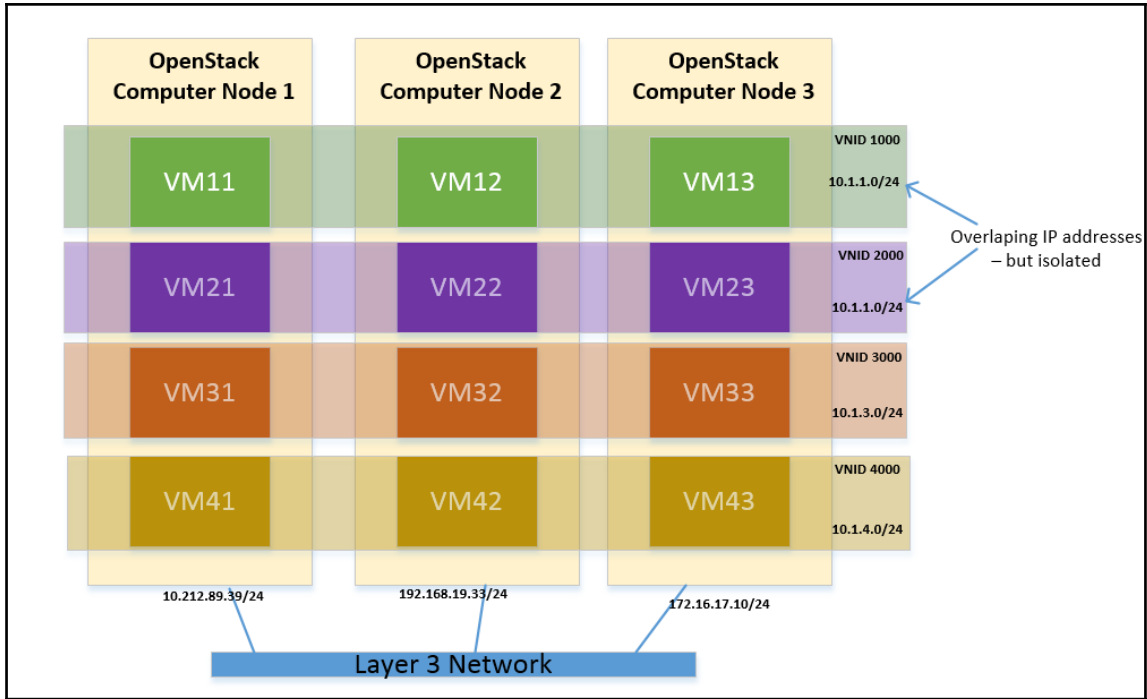 OpenStack
Computer Node 1
OpenStack
Computer Node 2
OpenStack
Computer Node 3
VNID 1000
VM11
VM12
VM13
10.1.1.0/24
Overlaping IP addresses
– but isolated
VNID 2000
VM21
VM22
VM23
10.1.1.0/24
VNID 3000
VM31
VM32
VM33
10.1.3.0/24
VNID 4000
VM41
VM42
VM43
10.1.4.0/24
10.212.89.39/24
192.168.19.33/24
172.16.17.10/24
Layer 3 Network